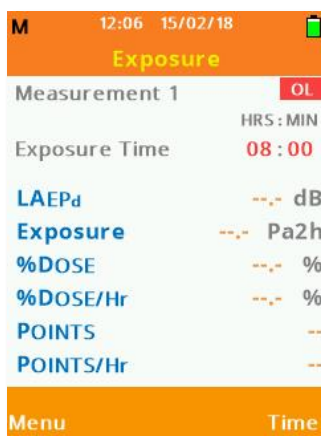 M 12:06 15/02/18
Exposure
Measurement 1 OL
HRS:MIN
Exposure Time 08:00
LAEPd --.- dB
Exposure --.- Pa2h
%DOSE --.- %
%DOSE/Hr --.- %
POINTS --
POINTS/Hr --
Menu Time